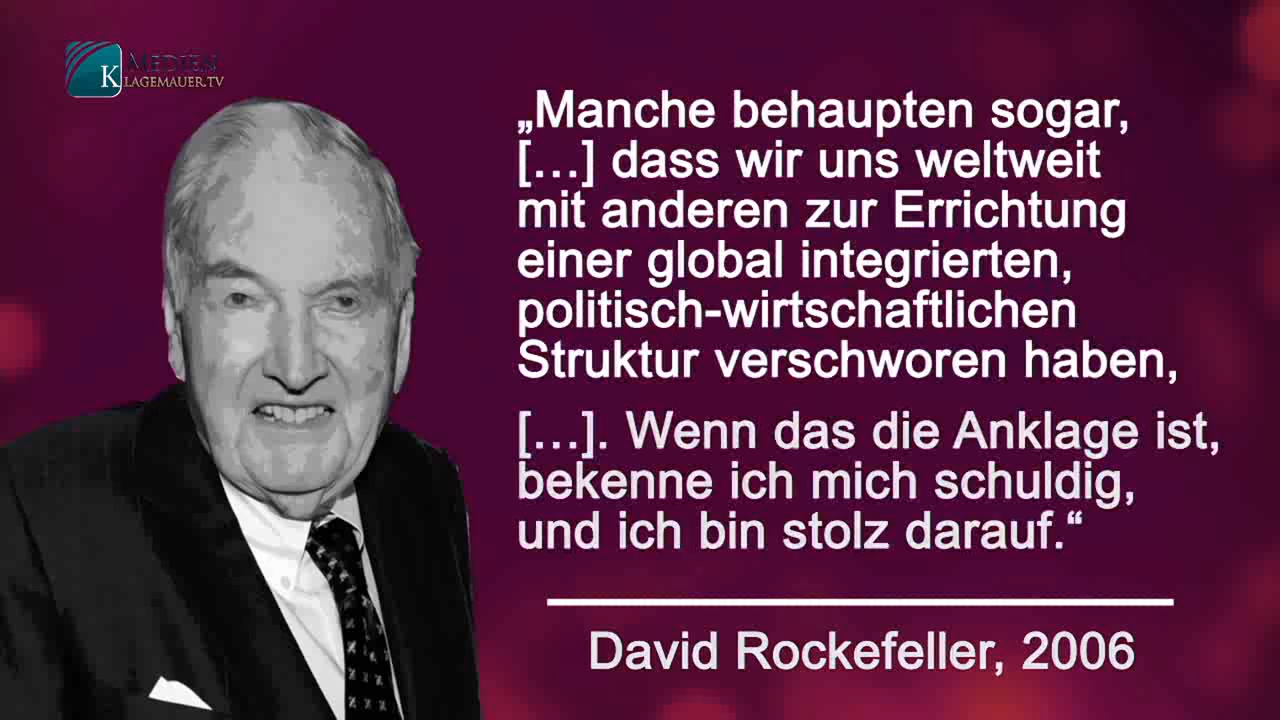 MEDIEN
KLAGEMAUER.TV
„Manche behaupten sogar,
[…] dass wir uns weltweit
mit anderen zur Errichtung
einer global integrierten,
politisch-wirtschaftlichen
Struktur verschworen haben,
[…]. Wenn das die Anklage ist,
bekenne ich mich schuldig,
und ich bin stolz darauf.“
David Rockefeller, 2006